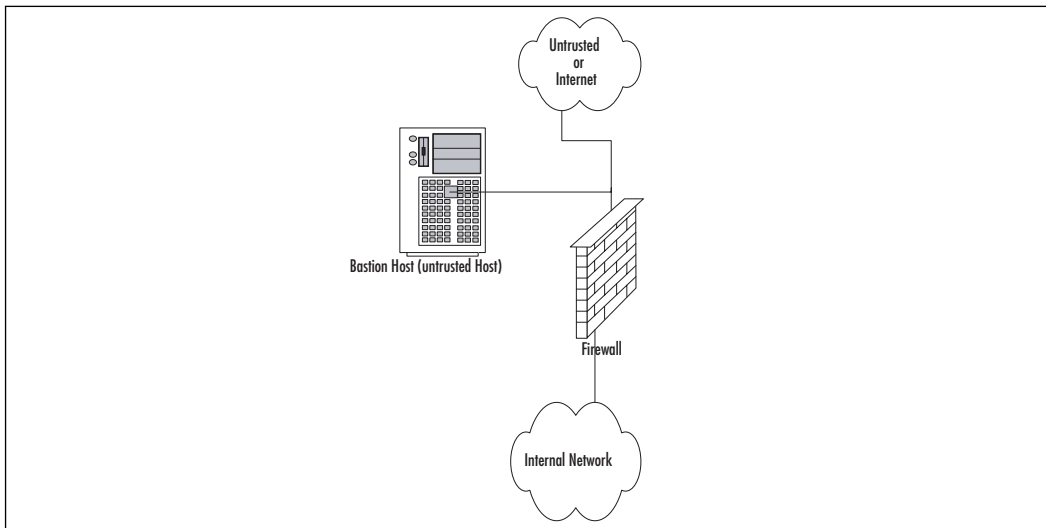 Untrusted
or
Internet
Bastion Host (untrusted Host)
Firewall
Internal Network